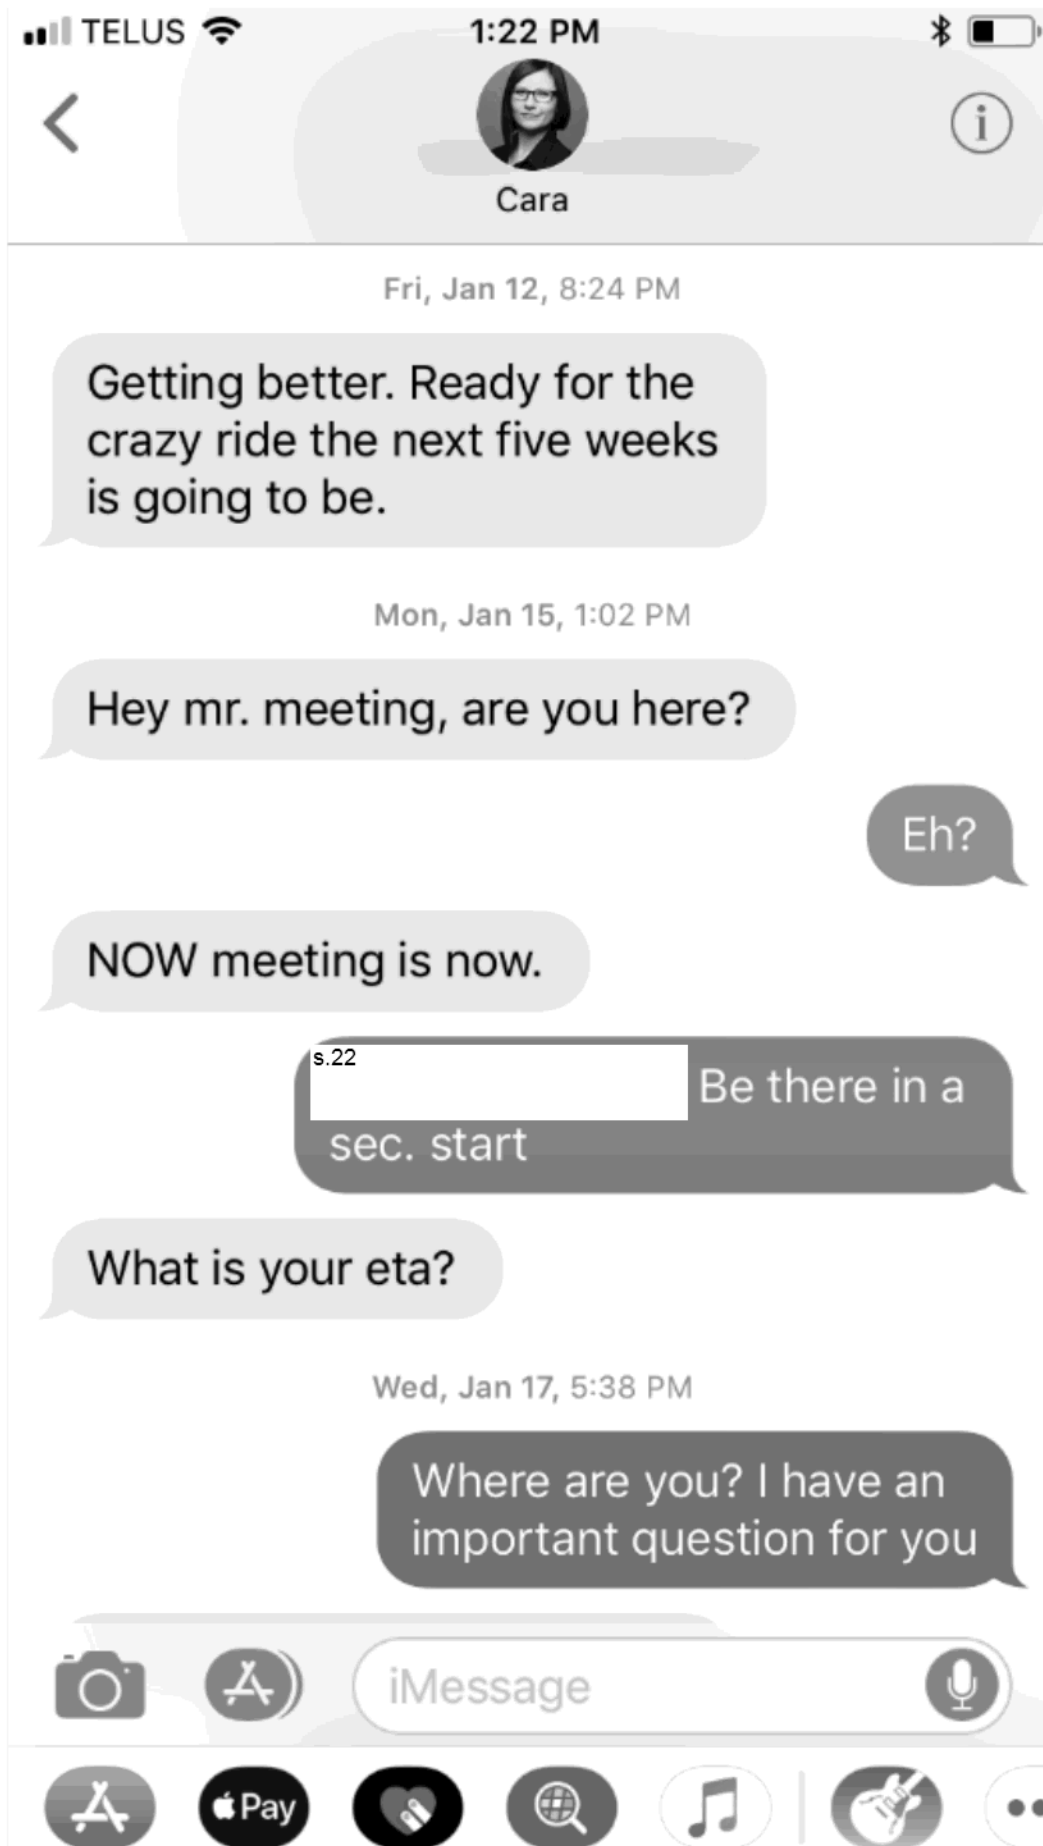 TELUS 1:22 PM
Cara
Fri, Jan 12, 8:24 PM
Getting better. Ready for the
crazy ride the next five weeks
is going to be.
Mon, Jan 15, 1:02 PM
Hey mr. meeting, are you here?
Eh?
NOW meeting is now.
s.22
Be there in a
sec. start
What is your eta?
Wed, Jan 17, 5:38 PM
Where are you? I have an
important question for you
iMessage
Pay